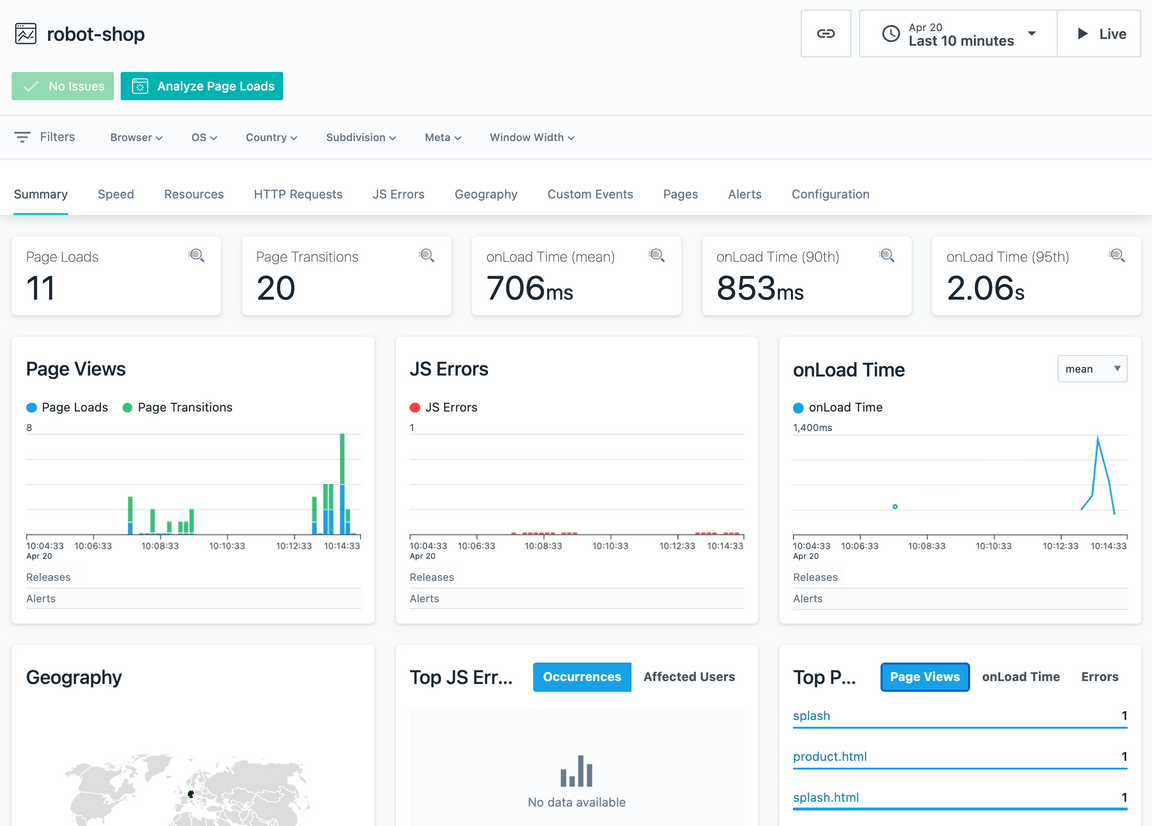 robot-shop
Apr 20
Last 10 minutes
Live
No Issues
Analyze Page Loads
Filters
Browser
OS
Country
Subdivision
Meta
Window Width
Summary
Speed
Resources
HTTP Requests
JS Errors
Geography
Custom Events
Pages
Alerts
Configuration
Page Loads
11
Page Transitions
20
onLoad Time (mean)
706ms
onLoad Time (90th)
853ms
onLoad Time (95th)
2.06s
Page Views
Page Loads
Page Transitions
8
10:04:33 10:06:33 10:08:33 10:10:33 10:12:33 10:14:33
Apr 20
Releases
Alerts
JS Errors
JS Errors
1
10:04:33 10:06:33 10:08:33 10:10:33 10:12:33 10:14:33
Apr 20
Releases
Alerts
onLoad Time
mean
onLoad Time
1,400ms
10:04:33 10:06:33 10:08:33 10:10:33 10:12:33 10:14:33
Apr 20
Releases
Alerts
Geography
Top JS Err...
Occurrences
Affected Users
No data available
Top P...
Page Views
onLoad Time
Errors
splash 1
product.html 1
splash.html 1